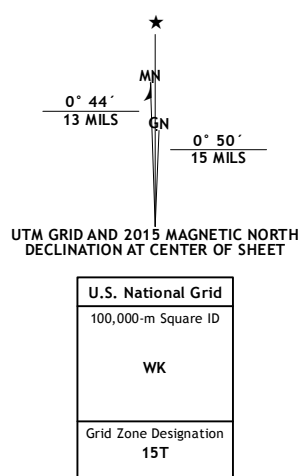 ★
MN
0° 44´
13 MILS
GN
0° 50´
15 MILS
UTM GRID AND 2015 MAGNETIC NORTH
DECLINATION AT CENTER OF SHEET
U.S. National Grid
100,000-m Square ID
WK
Grid Zone Designation
15T